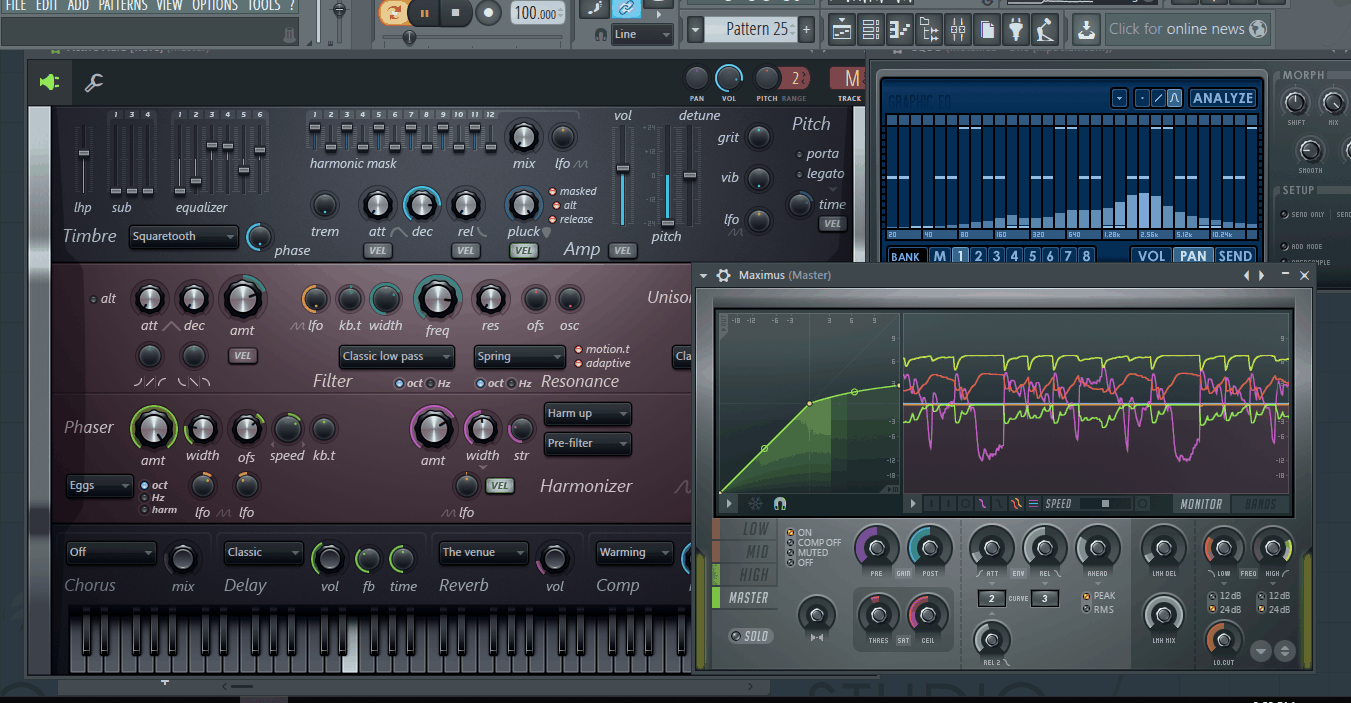 FILE EDIT ADD PATTERNS VIEW OPTIONS TOOLS ?
100.000
Line
Pattern 25
Click for online news
PAN VOL PITCH RANGE 2 M TRACK
1 3 4 1 2 3 4 5 6
lhp sub equalizer
Timbre Squaretooth phase
1 2 3 4 5 6 7 8 9 10 11 12
harmonic mask mix lfo
trem att dec rel pluck
masked
alt
release
VEL VEL VEL Amp VEL
vol detune
+24
+12
-12
-24
pitch
grit
vib
lfo
Pitch
porta
legato
time
VEL
alt att dec amt
VEL
lfo kb.t width freq res ofs osc
Classic low pass Spring
motion.t
adaptive
Filter oct Hz oct Hz Resonance
Phaser amt width ofs speed kb.t
Eggs
oct
Hz
harm
lfo lfo
amt width str
Harm up
Pre-filter
VEL
lfo
Harmonizer
Off mix
Chorus
Classic vol fb time
Delay
The venue vol
Reverb
Warming
Comp
GRAPHIC EQ
ANALYZE
20 40 80 160 320 640 1.28k 2.56k 5.12k 10.24k
BANK M 1 2 3 4 5 6 7 8 VOL PAN SEND
MORPH
SHIFT MIX
SMOOTH
SETUP
SEND ONLY
ADD MODE
Maximus (Master)
-18 -12 -6 -3 3 6 9
9
6
3
-3
-6
-12
-18
SPEED
MONITOR BANDS
LOW
MID
HIGH
MASTER
SOLO
ON
COMP OFF
MUTED
OFF
PRE GAIN POST
THRES SAT CEIL
ATT ENV REL AHEAD
2 CURVE 3
PEAK
RMS
REL 2
LMH DEL
LMH MIX
LOW FREQ HIGH
12dB 12dB
24dB 24dB
LO.CUT